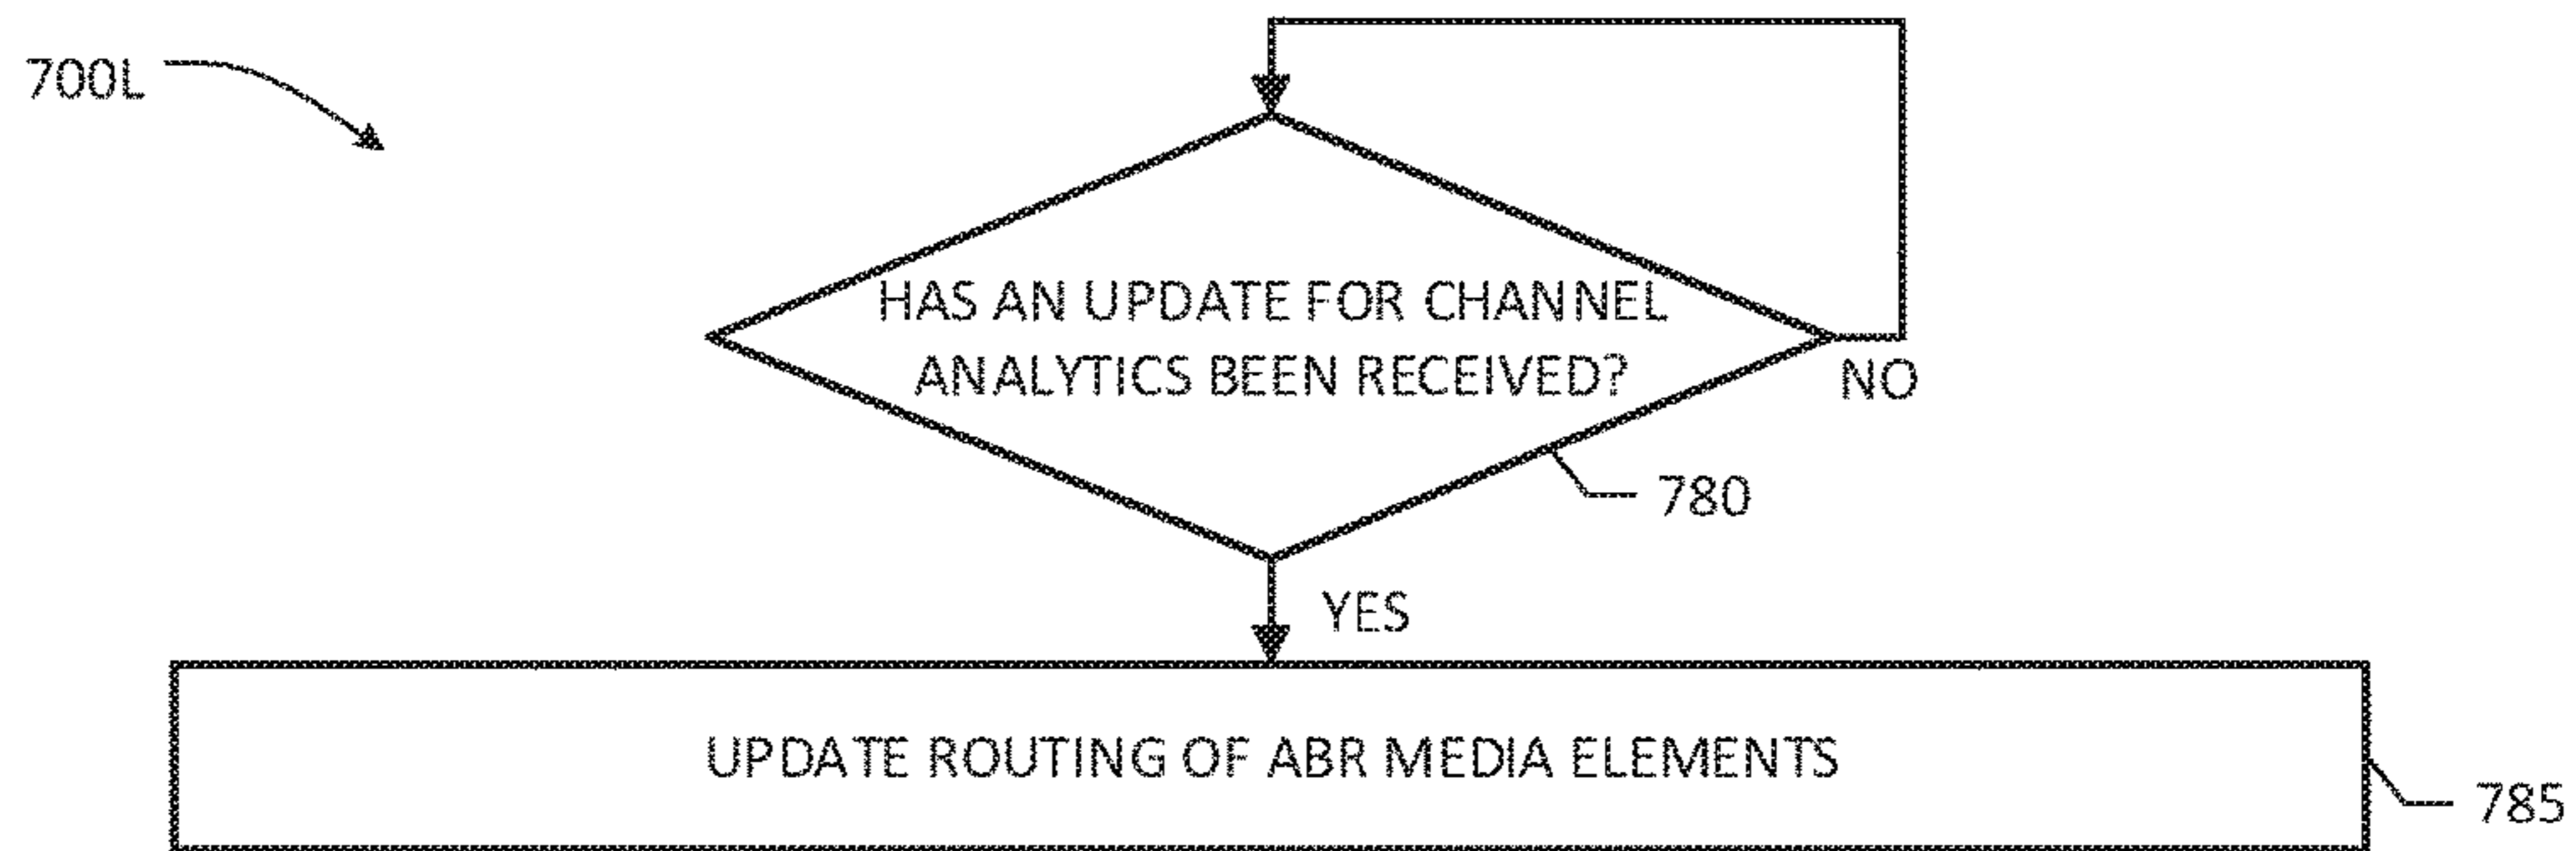 700L
HAS AN UPDATE FOR CHANNEL
ANALYTICS BEEN RECEIVED?
NO
780
YES
UPDATE ROUTING OF ABR MEDIA ELEMENTS
785